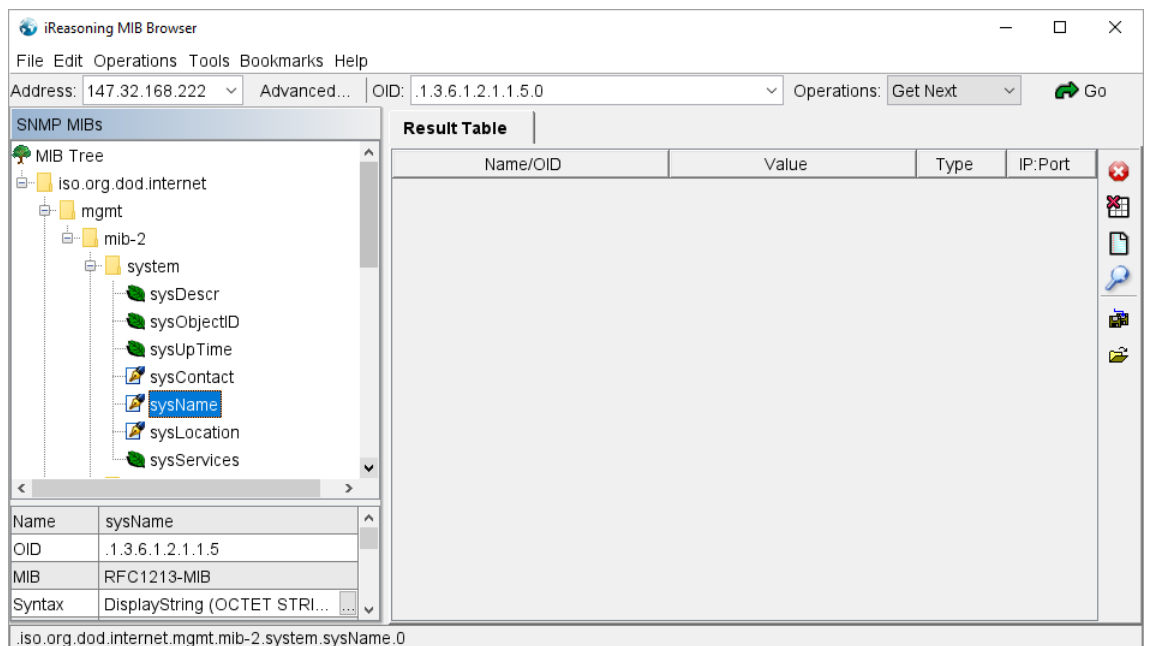 iReasoning MIB Browser
File Edit Operations Tools Bookmarks Help
Address: 147.32.168.222 Advanced... OID: .1.3.6.1.2.1.1.5.0 Operations: Get Next Go
SNMP MIBs
Result Table
MIB Tree
Name/OID Value Type IP:Port
iso.org.dod.internet
mgmt
mib-2
system
sysDescr
sysObjectID
sysUpTime
sysContact
sysName
sysLocation
sysServices
Name sysName
OID .1.3.6.1.2.1.1.5
MIB RFC1213-MIB
Syntax DisplayString (OCTET STRI... ...
.iso.org.dod.internet.mgmt.mib-2.system.sysName.0